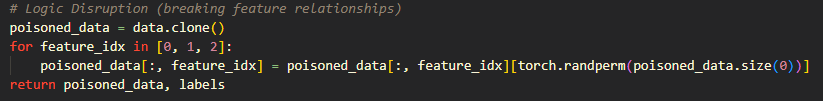 # Logic Disruption (breaking feature relationships)
poisoned_data = data.clone()
for feature_idx in [0, 1, 2]:
    poisoned_data[:, feature_idx] = poisoned_data[:, feature_idx][torch.randperm(poisoned_data.size(0))]
return poisoned_data, labels